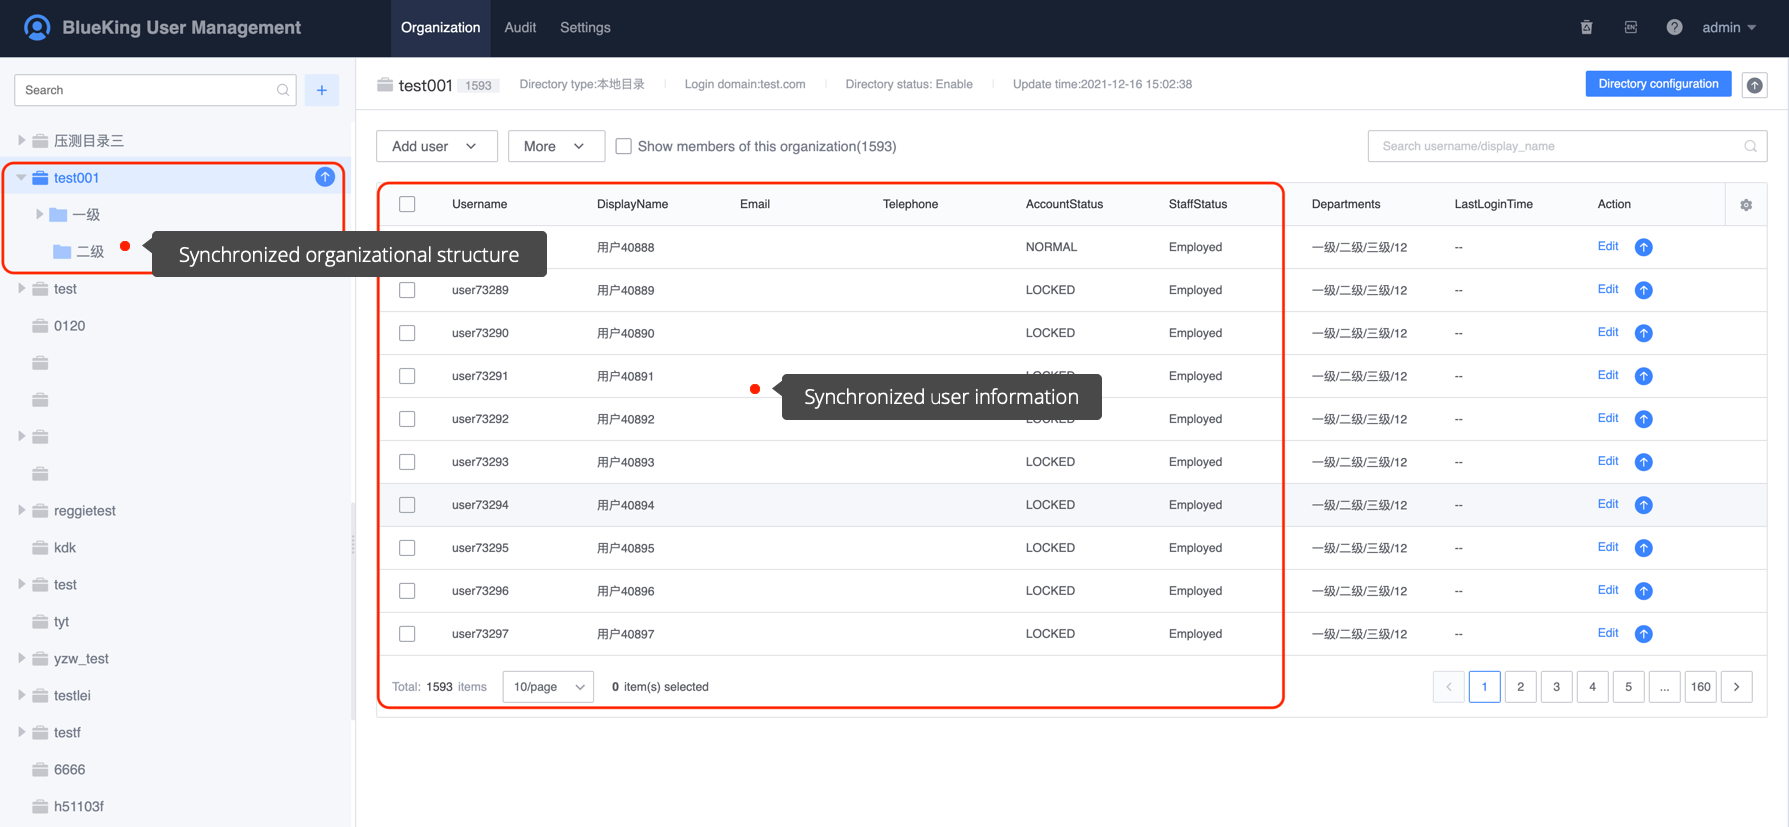 BlueKing User Management
Organization
Audit
Settings
EN
?
admin
Search
+
压测目录三
test001
一级
二级
test
0120
reggietest
kdk
test
tyt
yzw_test
testlei
testf
6666
h51103f
Synchronized organizational structure
test001 1593 Directory type:本地目录 Login domain:test.com Directory status: Enable Update time:2021-12-16 15:02:38
Directory configuration
Add user
More
Show members of this organization(1593)
Search username/display_name
Username DisplayName Email Telephone AccountStatus StaffStatus Departments LastLoginTime Action
用户40888 NORMAL Employed 一级/二级/三级/12 -- Edit
user73289 用户40889 LOCKED Employed 一级/二级/三级/12 -- Edit
user73290 用户40890 LOCKED Employed 一级/二级/三级/12 -- Edit
user73291 用户40891 LOCKED Employed 一级/二级/三级/12 -- Edit
Synchronized user information
user73292 用户40892 LOCKED Employed 一级/二级/三级/12 -- Edit
user73293 用户40893 LOCKED Employed 一级/二级/三级/12 -- Edit
user73294 用户40894 LOCKED Employed 一级/二级/三级/12 -- Edit
user73295 用户40895 LOCKED Employed 一级/二级/三级/12 -- Edit
user73296 用户40896 LOCKED Employed 一级/二级/三级/12 -- Edit
user73297 用户40897 LOCKED Employed 一级/二级/三级/12 -- Edit
Total: 1593 items 10/page 0 item(s) selected
< 1 2 3 4 5 ... 160 >